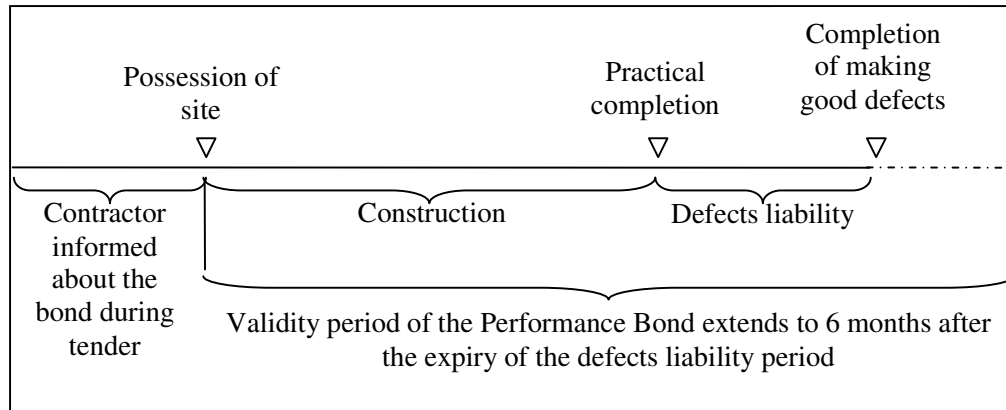 Possession of
site
Practical
completion
Completion
of making
good defects
Contractor
informed
about the
bond during
tender
Construction
Defects liability
Validity period of the Performance Bond extends to 6 months after
the expiry of the defects liability period